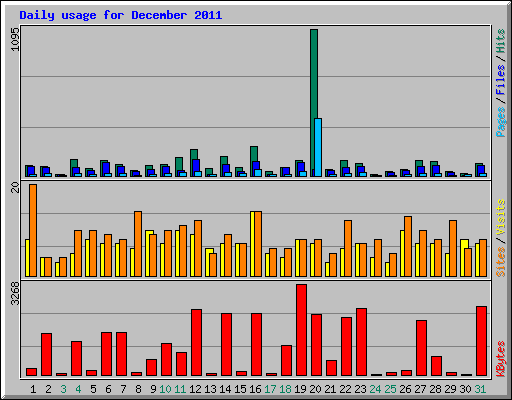 Daily usage for December 2011
1095
Pages / Files / Hits
20
Sites / Visits
3268
KBytes
1 2 3 4 5 6 7 8 9 10 11 12 13 14 15 16 17 18 19 20 21 22 23 24 25 26 27 28 29 30 31